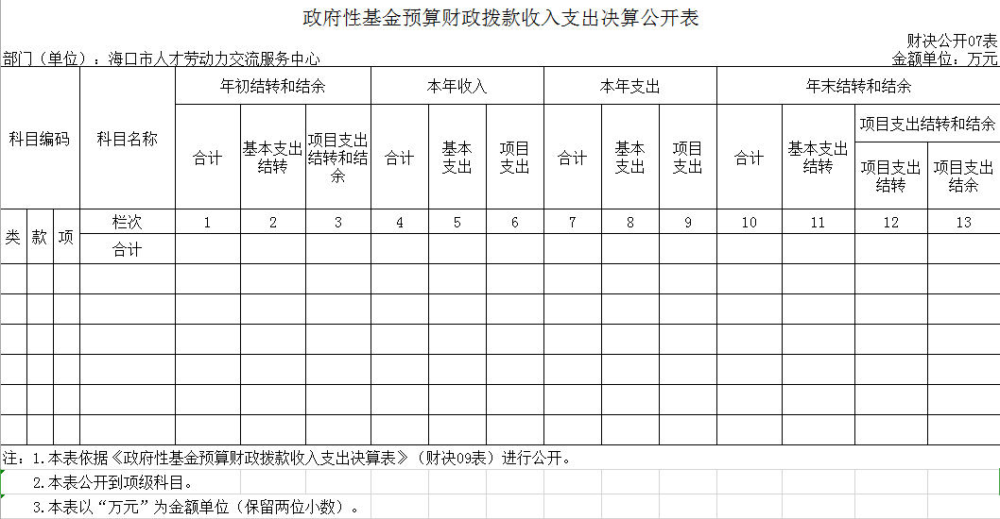 政府性基金预算财政拨款收入支出决算公开表
财决公开07表
部门（单位）：海口市人才劳动力交流服务中心 金额单位：万元
科目编码 科目名称 年初结转和结余 本年收入 本年支出 年末结转和结余
合计 基本支出结转 项目支出结转和结余 合计 基本支出 项目支出 合计 基本支出 项目支出 合计 基本支出结转 项目支出结转和结余
项目支出结转 项目支出结余
类 款 项 栏次 1 2 3 4 5 6 7 8 9 10 11 12 13
合计
注：1.本表依据《政府性基金预算财政拨款收入支出决算表》（财决09表）进行公开。
2.本表公开到项级科目。
3.本表以“万元”为金额单位（保留两位小数）。